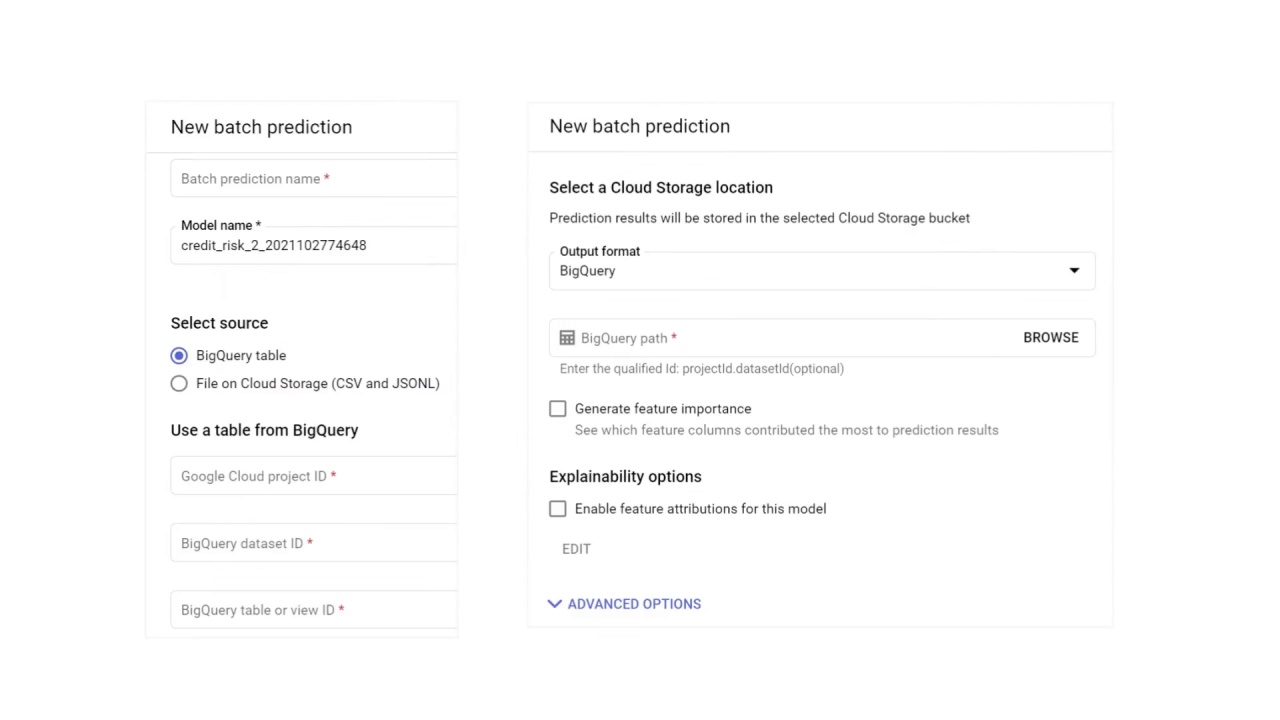 New batch prediction
Batch prediction name *
Model name *
credit_risk_2_2021102774648
Select source
BigQuery table
File on Cloud Storage (CSV and JSONL)
Use a table from BigQuery
Google Cloud project ID *
BigQuery dataset ID *
BigQuery table or view ID *
New batch prediction
Select a Cloud Storage location
Prediction results will be stored in the selected Cloud Storage bucket
Output format
BigQuery
BigQuery path * BROWSE
Enter the qualified Id: projectId.datasetId(optional)
Generate feature importance
See which feature columns contributed the most to prediction results
Explainability options
Enable feature attributions for this model
EDIT
ADVANCED OPTIONS